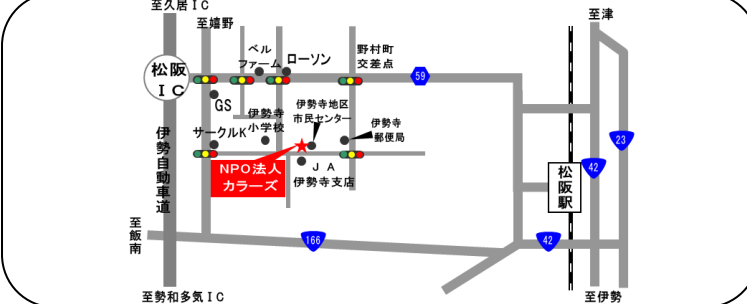 至久居IC
至嬉野
至津
ベル
ファーム
ローソン
野村町
交差点
松阪
IC
59
GS
伊勢寺
小学校
伊勢寺地区
市民センター
伊勢寺
郵便局
サークルK
23
42
伊勢自動車道
NPO法人
カラーズ
JA
伊勢寺支店
松阪駅
至飯南
166
42
至勢和多気IC
至伊勢